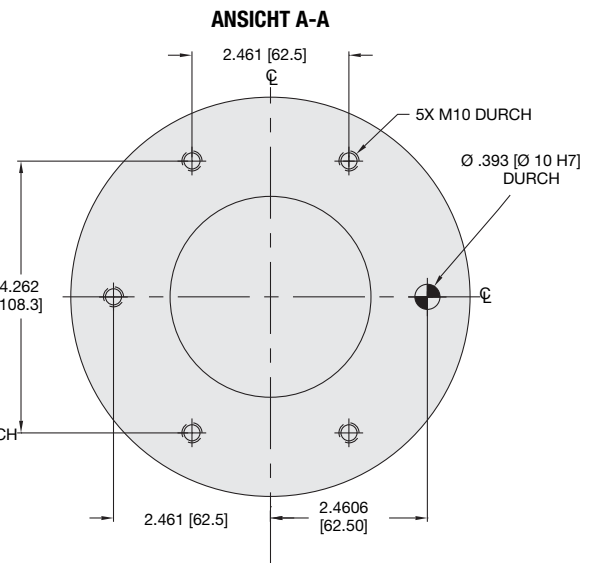 ANSICHT A-A
2.461 [62.5]
℄
5X M10 DURCH
Ø .393 [Ø 10 H7]
DURCH
4.262
108.3]
℄
CH
2.461 [62.5]
2.4606
[62.50]